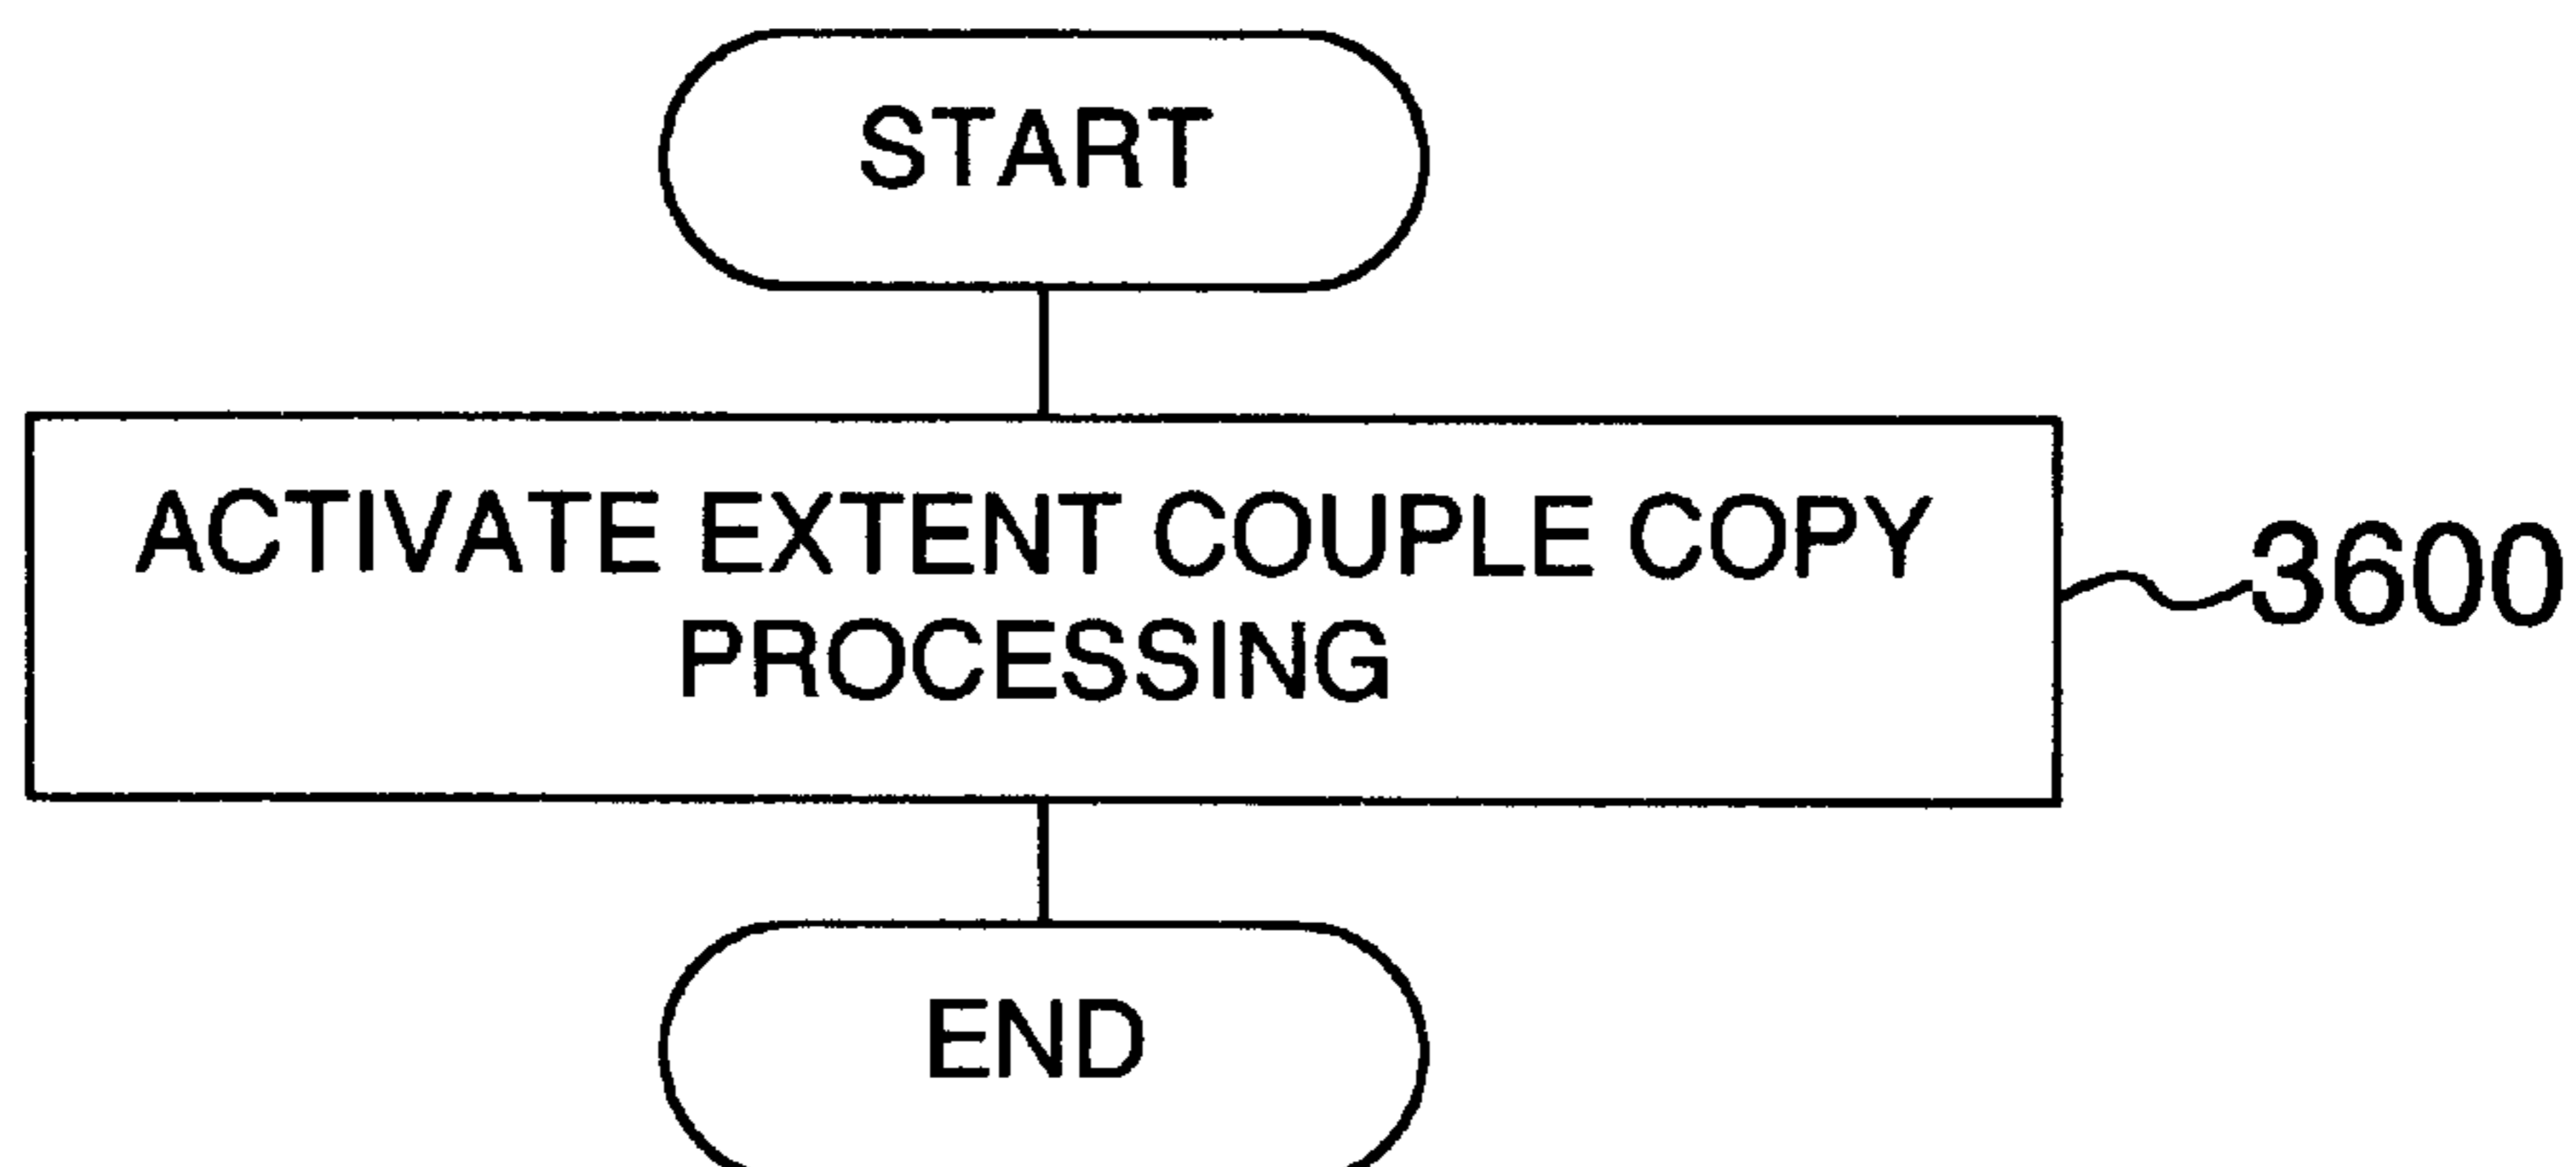 START
ACTIVATE EXTENT COUPLE COPY
PROCESSING
3600
END